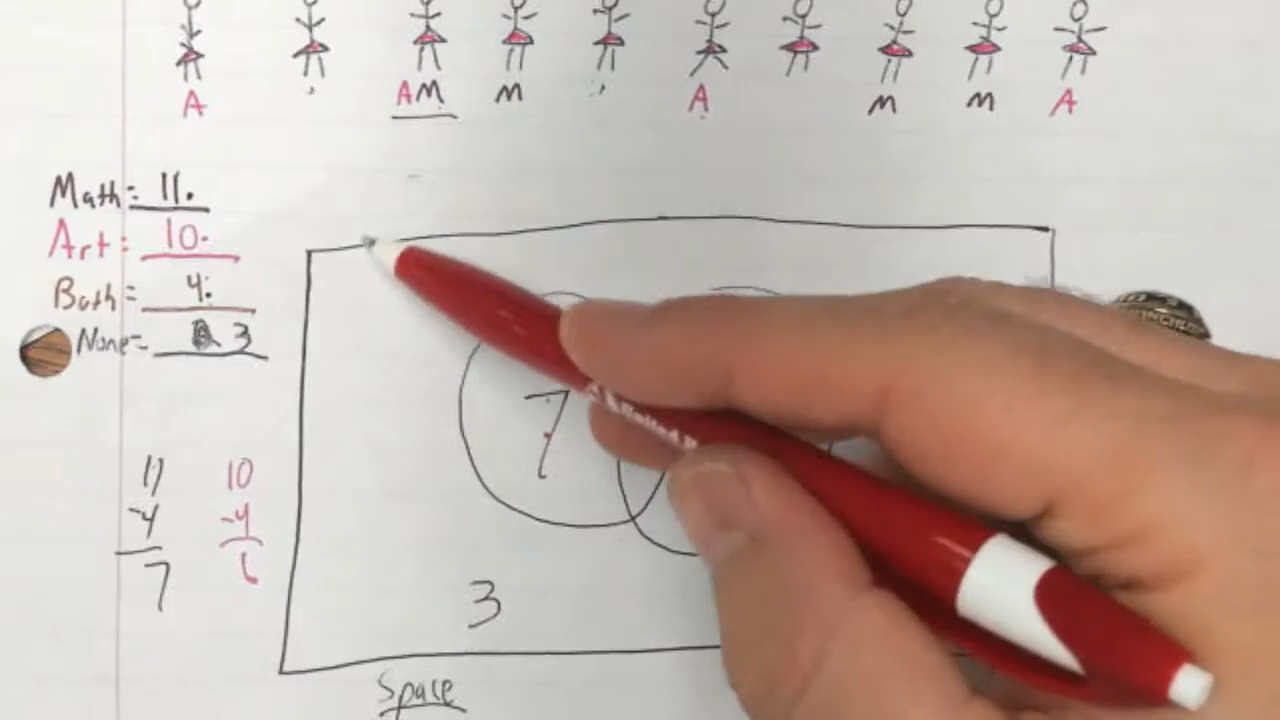 A AM M A M M A
Math= 11.
Art= 10.
Both= 4.
None= 3
11 10
-4 -4
7 6
7
3
Space